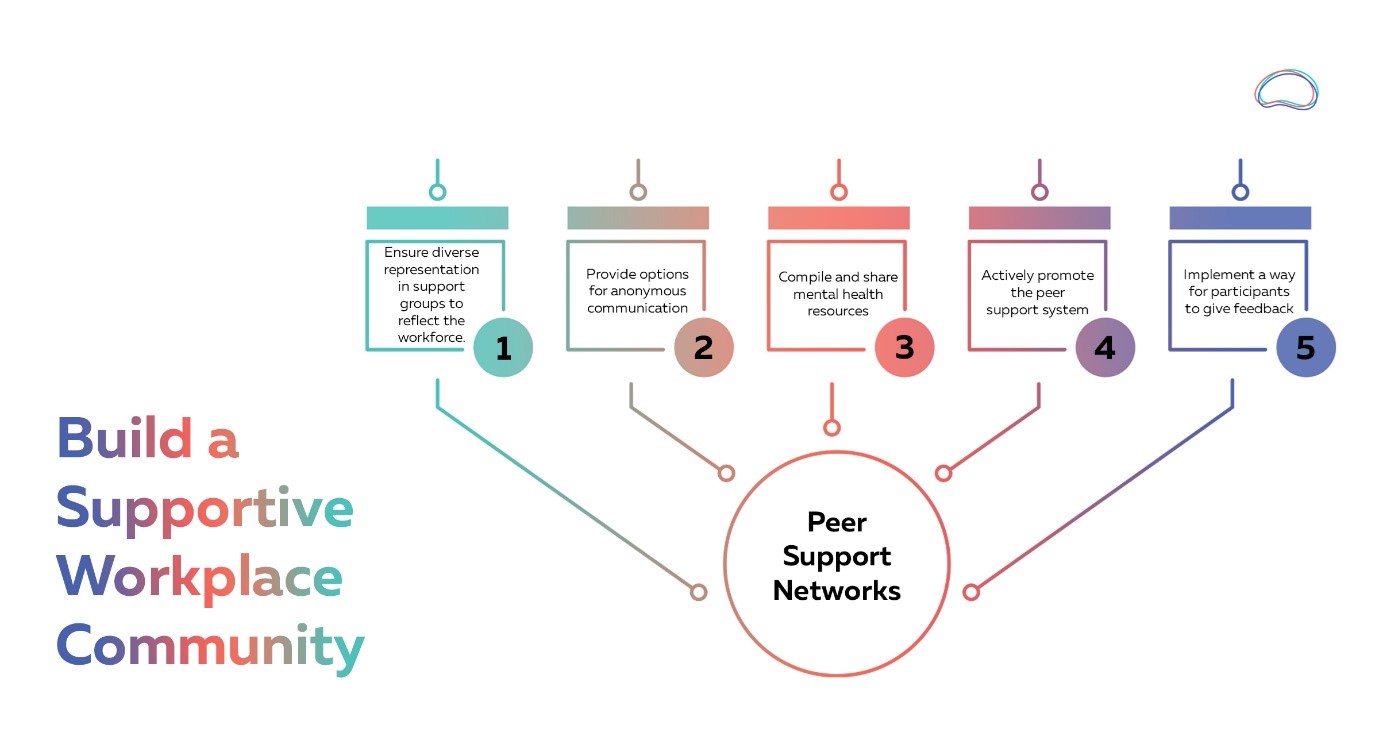 Ensure diverse
representation
in support
groups to
reflect the
workforce.
1
Provide options
for anonymous
communication
2
Compile and share
mental health
resources
3
Actively promote
the peer
support system
4
Implement a way
for participants
to give feedback
5
Build a
Supportive
Workplace
Community
Peer
Support
Networks